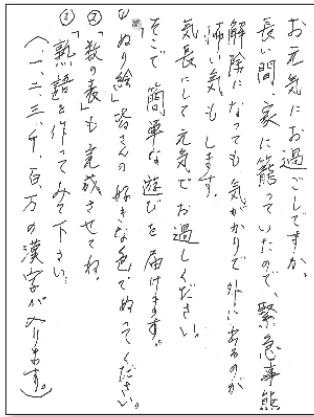 お元気にお過ごしですか。
長い間、家に籠っていたので、緊急事態
解除になっても気がかりで外に出るのが
怖い気もします。
気長にして元気でお過しください。
そこで簡単な遊びを届けます。
①「ぬり絵」皆さんの好きな色でぬってください。
②「数の表」も完成させてね。
③「熟語を作ってみて下さい。
(一二三、千百、万の漢字が入ります。)